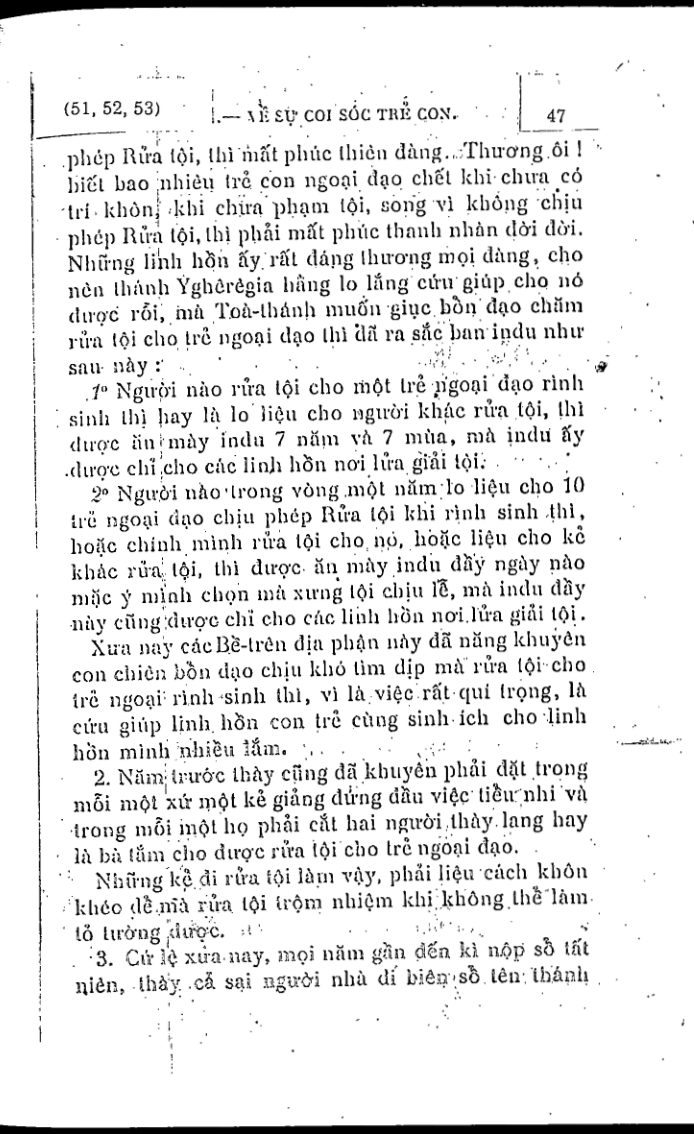 (51, 52, 53) I.— VỀ SỰ COI SÓC TRẺ CON. 47
phép Rửa tội, thì mất phúc thiên đàng... Thương ôi !
biết bao nhiêu trẻ con ngoại đạo chết khi chưa có
trí khôn, khi chưa phạm tội, song vì không chịu
phép Rửa tội, thì phải mất phúc thanh nhàn đời đời.
Những linh hồn ấy rất đáng thương mọi đàng, cho
nên thánh Yghêrêgia hằng lo lắng cứu giúp cho nó
được rỗi, mà Toà-thánh muốn giục bổn đạo chăm
rửa tội cho trẻ ngoại đạo thì đã ra sắc ban indu như
sau này :
1º Người nào rửa tội cho một trẻ ngoại đạo rình
sinh thì hay là lo liệu cho người khác rửa tội, thì
được ăn mày indu 7 năm và 7 mùa, mà indu ấy
được chỉ cho các linh hồn nơi lửa giải tội.
2º Người nào trong vòng một năm lo liệu cho 10
trẻ ngoại đạo chịu phép Rửa tội khi rình sinh thì,
hoặc chính mình rửa tội cho nó, hoặc liệu cho kẻ
khác rửa tội, thì được ăn mày indu đầy ngày nào
mặc ý mình chọn mà xưng tội chịu lễ, mà indu đầy
này cũng được chỉ cho các linh hồn nơi lửa giải tội.
Xưa nay các Bề-trên địa phận này đã năng khuyên
con chiên bổn đạo chịu khó tìm dịp mà rửa tội cho
trẻ ngoại rình sinh thì, vì là việc rất quí trọng, là
cứu giúp linh hồn con trẻ cùng sinh ích cho linh
hồn mình nhiều lắm.
2. Năm trước thày cũng đã khuyên phải đặt trong
mỗi một xứ một kẻ giảng đứng đầu việc tiểu nhi và
trong mỗi một họ phải cắt hai người thày lang hay
là bà tắm cho được rửa tội cho trẻ ngoại đạo.
Những kẻ đi rửa tội làm vậy, phải liệu cách khôn
khéo để mà rửa tội trộm nhiệm khi không thể làm
tỏ tường được.
3. Cứ lệ xưa nay, mọi năm gần đến kì nộp sổ tất
niên, thày cả sai người nhà đi biên sổ tên thánh